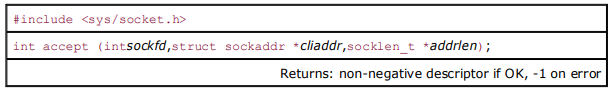 #include <sys/socket.h>
int accept (intsockfd,struct sockaddr *cliaddr,socklen_t *addrlen);
Returns: non-negative descriptor if OK, -1 on error